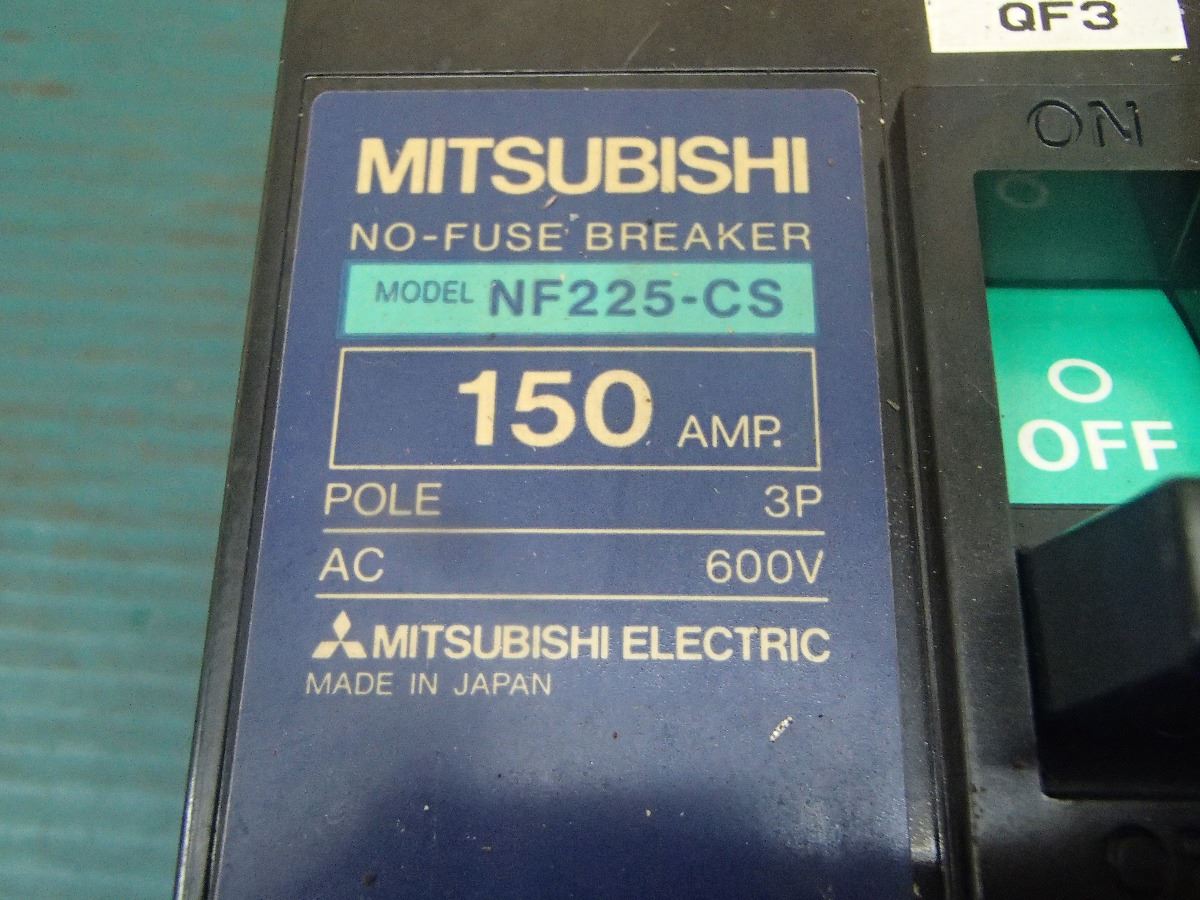 QF3
ON
MITSUBISHI
NO-FUSE BREAKER
MODEL NF225-CS
150 AMP.
POLE 3P
AC 600V
MITSUBISHI ELECTRIC
MADE IN JAPAN
O
OFF